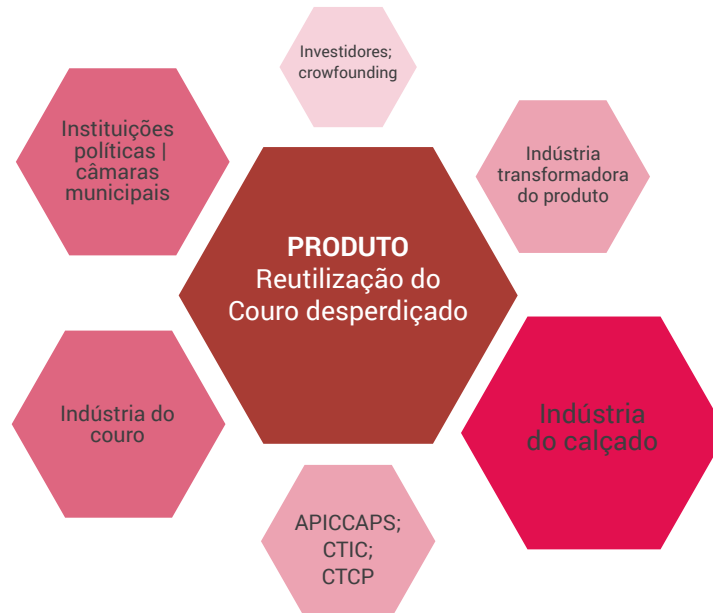 Investidores;
crowfounding
Instituições
políticas |
câmaras
municipais
Indústria
transformadora
do produto
PRODUTO
Reutilização do
Couro desperdiçado
Indústria do
couro
Indústria
do calçado
APICCAPS;
CTIC;
CTCP